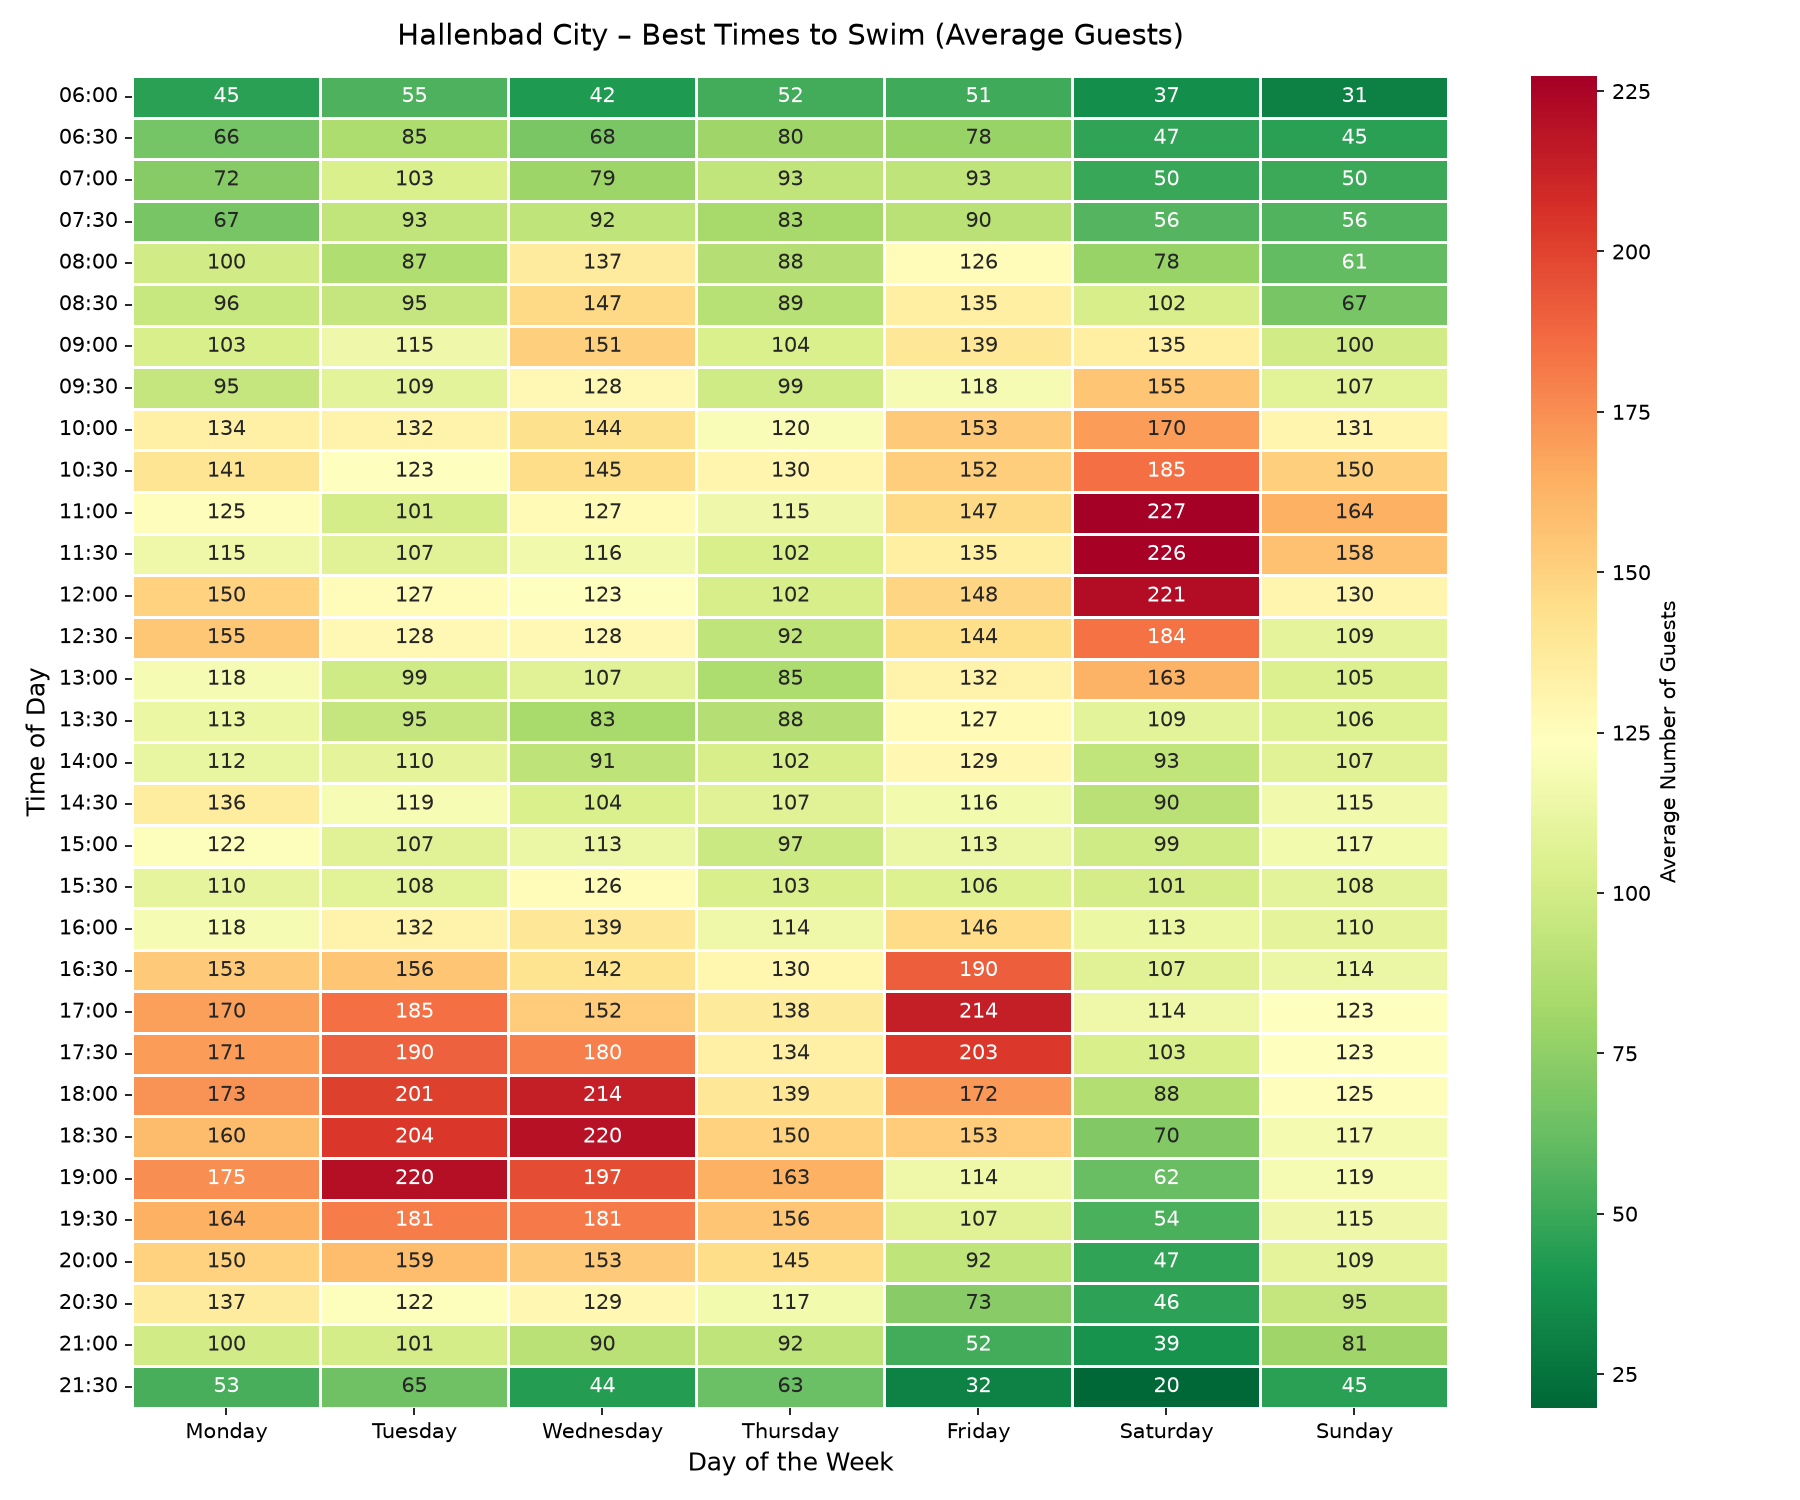 Hallenbad City – Best Times to Swim (Average Guests)
06:00 45 55 42 52 51 37 31
06:30 66 85 68 80 78 47 45
07:00 72 103 79 93 93 50 50
07:30 67 93 92 83 90 56 56
08:00 100 87 137 88 126 78 61
08:30 96 95 147 89 135 102 67
09:00 103 115 151 104 139 135 100
09:30 95 109 128 99 118 155 107
10:00 134 132 144 120 153 170 131
10:30 141 123 145 130 152 185 150
11:00 125 101 127 115 147 227 164
11:30 115 107 116 102 135 226 158
12:00 150 127 123 102 148 221 130
12:30 155 128 128 92 144 184 109
13:00 118 99 107 85 132 163 105
13:30 113 95 83 88 127 109 106
14:00 112 110 91 102 129 93 107
14:30 136 119 104 107 116 90 115
15:00 122 107 113 97 113 99 117
15:30 110 108 126 103 106 101 108
16:00 118 132 139 114 146 113 110
16:30 153 156 142 130 190 107 114
17:00 170 185 152 138 214 114 123
17:30 171 190 180 134 203 103 123
18:00 173 201 214 139 172 88 125
18:30 160 204 220 150 153 70 117
19:00 175 220 197 163 114 62 119
19:30 164 181 181 156 107 54 115
20:00 150 159 153 145 92 47 109
20:30 137 122 129 117 73 46 95
21:00 100 101 90 92 52 39 81
21:30 53 65 44 63 32 20 45
Monday Tuesday Wednesday Thursday Friday Saturday Sunday
Day of the Week
Time of Day
225
200
175
150
125
100
75
50
25
Average Number of Guests